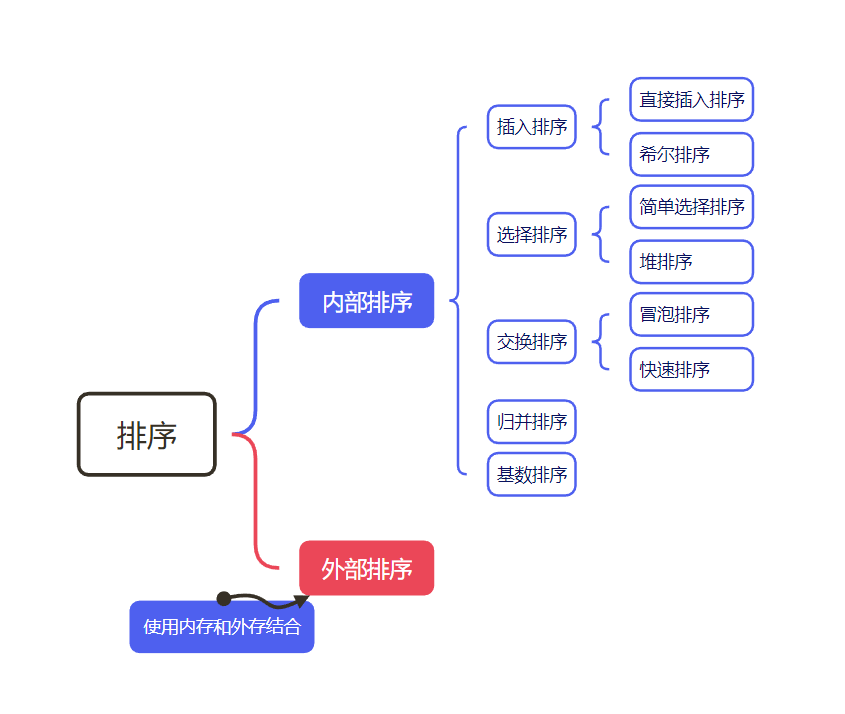 排序
内部排序
插入排序
直接插入排序
希尔排序
选择排序
简单选择排序
堆排序
交换排序
冒泡排序
快速排序
归并排序
基数排序
外部排序
使用内存和外存结合